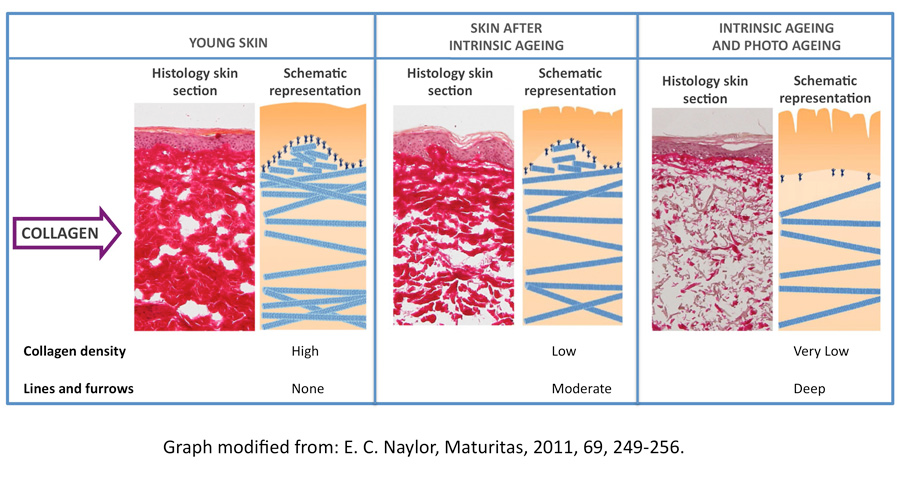 YOUNG SKIN
SKIN AFTER
INTRINSIC AGEING
INTRINSIC AGEING
AND PHOTO AGEING
Histology skin
section
Schematic
representation
Histology skin
section
Schematic
representation
Histology skin
section
Schematic
representation
COLLAGEN
Collagen density High Low Very Low
Lines and furrows None Moderate Deep
Graph modified from: E. C. Naylor, Maturitas, 2011, 69, 249-256.